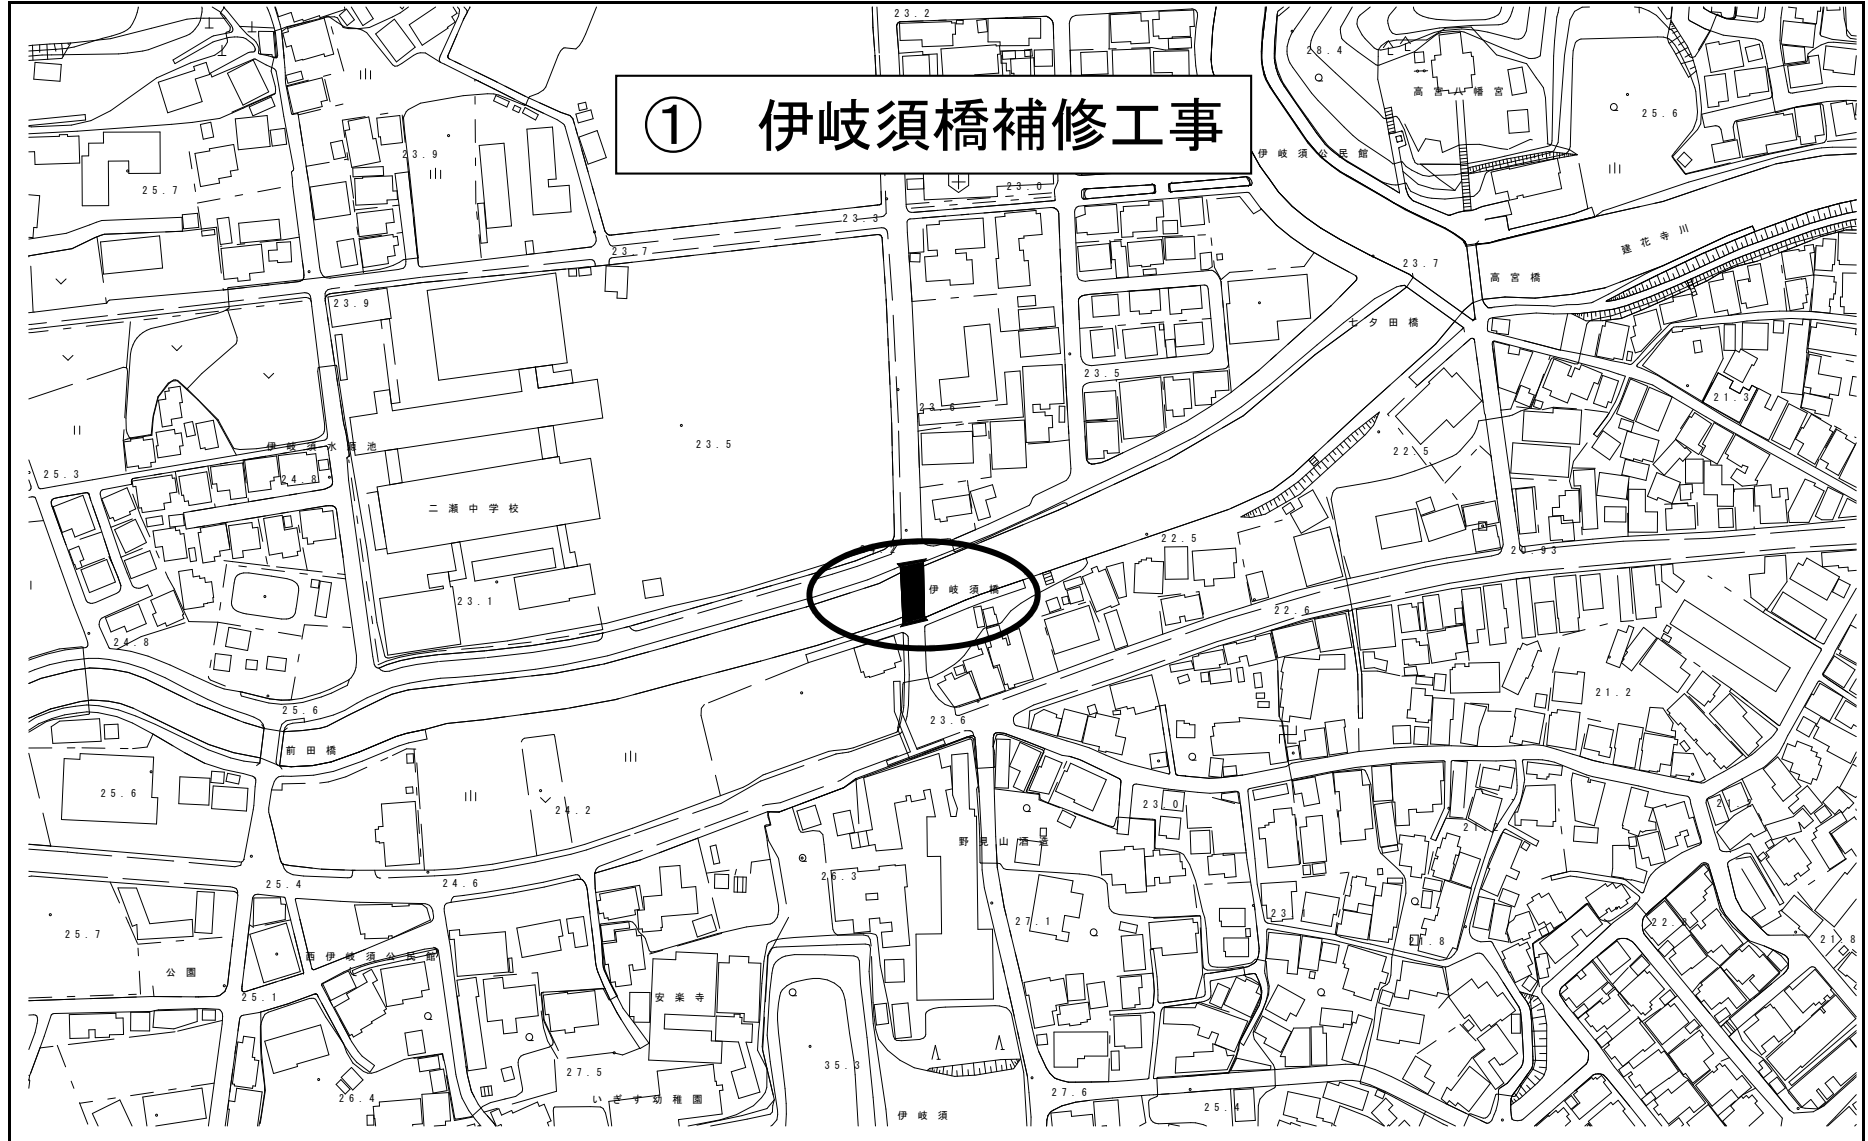 23.2
28.4
① 伊岐須橋補修工事
高宮八幡宮
25.6
23.9
伊岐須公民館
25.7
23.0
23.3
建花寺川
23.7
23.7
高宮橋
23.9
七夕田橋
23.5
21.3
23.6
23.5
伊岐須水源池
22.5
25.3
24.8
二瀬中学校
22.5
20.93
伊岐須橋
23.1
22.6
24.8
21.2
25.6
23.6
前田橋
25.6
23.0
24.2
野見山酒造
26.3
25.4
24.6
27.1
23.1
25.7
21.8
21.8
西伊岐須公民館
公園
25.1
安楽寺
35.3
27.5
27.6
26.4
いぎす幼稚園
25.4
伊岐須